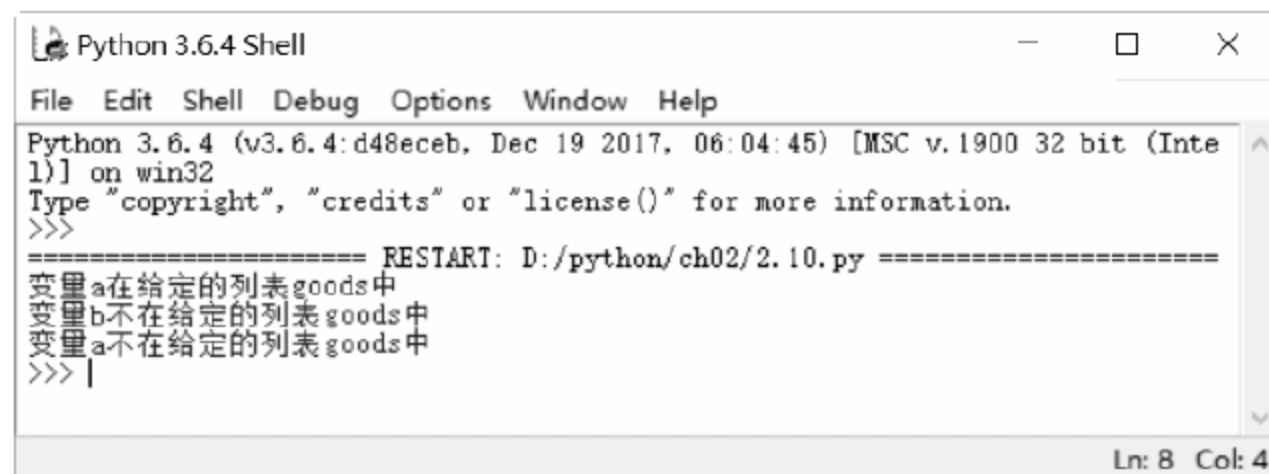 Python 3.6.4 Shell
File Edit Shell Debug Options Window Help
Python 3.6.4 (v3.6.4:d48eceb, Dec 19 2017, 06:04:45) [MSC v.1900 32 bit (Inte
l)] on win32
Type "copyright", "credits" or "license()" for more information.
>>>
====================== RESTART: D:/python/ch02/2.10.py ======================
变量a在给定的列表goods中
变量b不在给定的列表goods中
变量a不在给定的列表goods中
>>>
Ln: 8 Col: 4